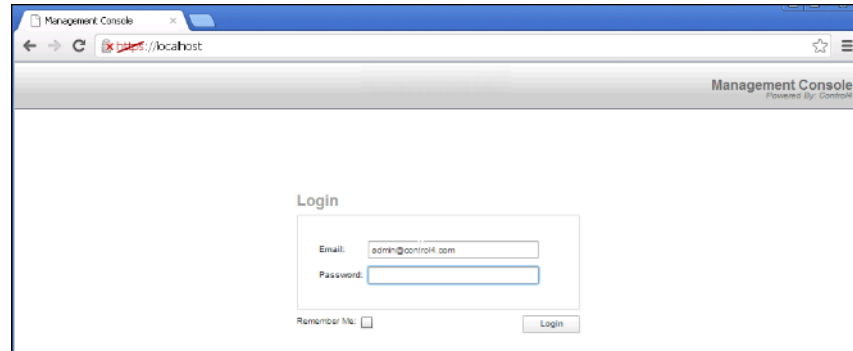 Management Console
https://localhost
Management Console
Powered By: Control4
Login
Email: admin@control4.com
Password:
Remember Me:
Login